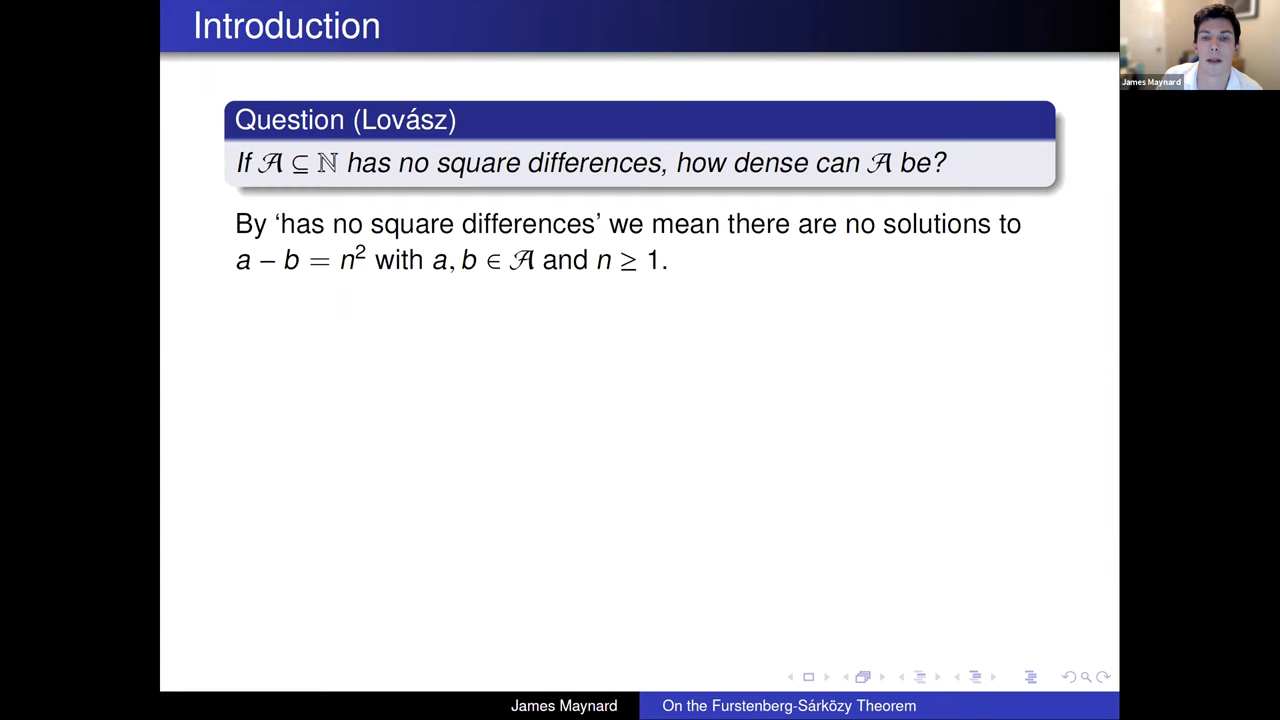 Introduction
James Maynard
Question (Lovász)
If 𝒜 ⊆ ℕ has no square differences, how dense can 𝒜 be?
By ‘has no square differences’ we mean there are no solutions to
a − b = n² with a, b ∈ 𝒜 and n ≥ 1.
James Maynard
On the Furstenberg-Sárközy Theorem